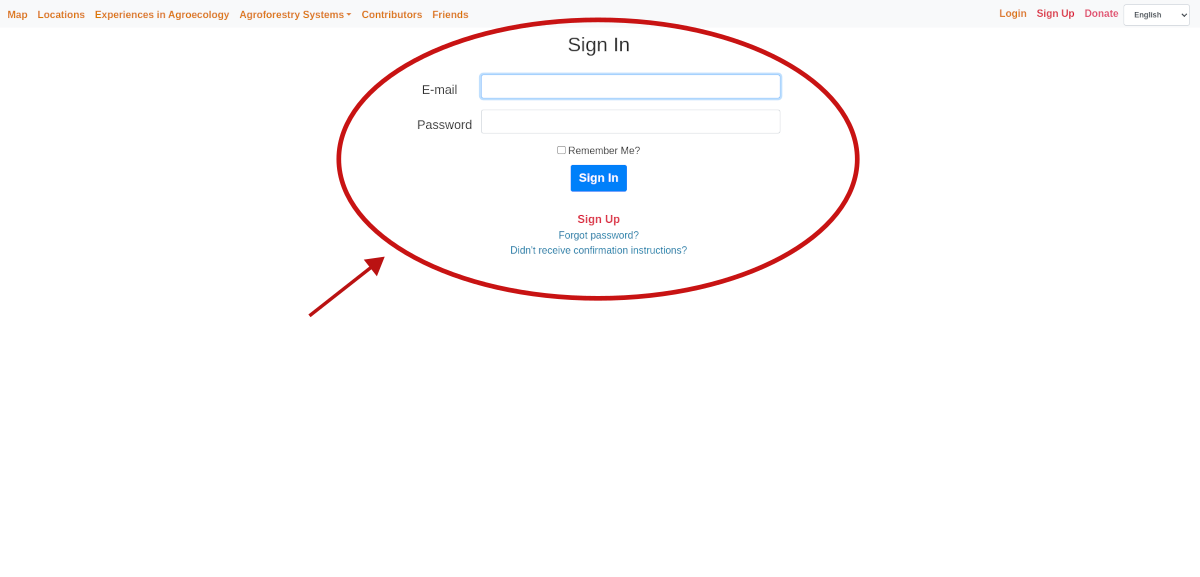 Map Locations Experiences in Agroecology Agroforestry Systems Contributors Friends Login Sign Up Donate English
Sign In
E-mail
Password
Remember Me?
Sign In
Sign Up
Forgot password?
Didn't receive confirmation instructions?